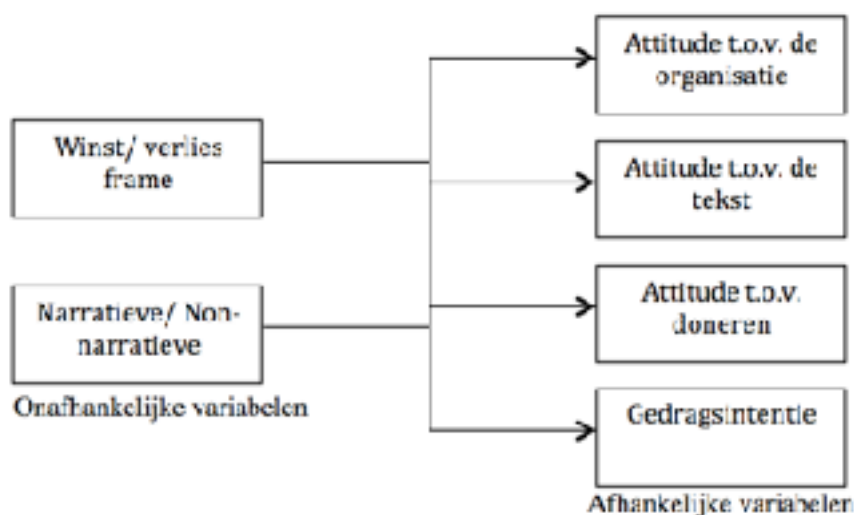 Winst/ verlies
frame
Narratieve/ Non-
narratieve
Onafhankelijke variabelen
Attitude t.o.v. de
organisatie
Attitude t.o.v. de
tekst
Attitude t.o.v.
doneren
Gedragsintentie
Afhankelijke variabelen